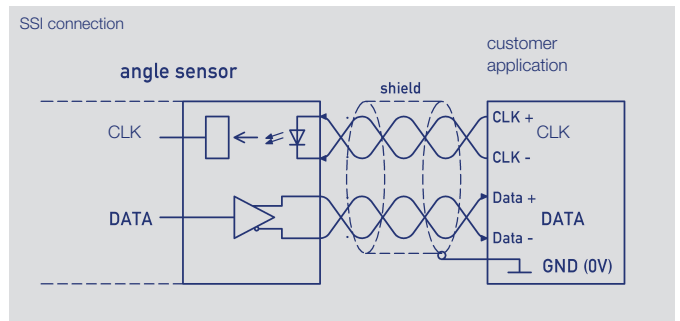 SSI connection
customer
application
angle sensor
shield
CLK
CLK +
CLK
CLK -
Data +
DATA
DATA
Data -
GND (0V)